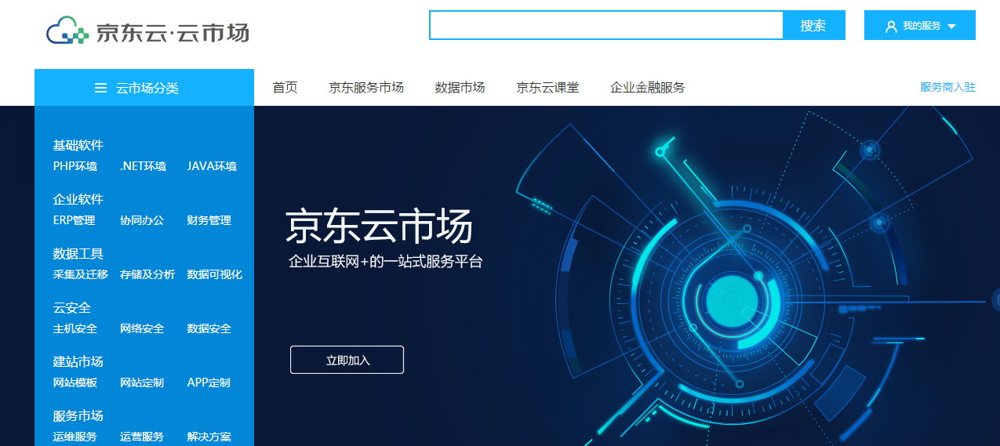 京东云·云市场
搜索
我的服务
云市场分类
首页 京东服务市场 数据市场 京东云课堂 企业金融服务 服务商入驻
基础软件
PHP环境 .NET环境 JAVA环境
企业软件
ERP管理 协同办公 财务管理
数据工具
采集及迁移 存储及分析 数据可视化
云安全
主机安全 网络安全 数据安全
建站市场
网站模板 网站定制 APP定制
服务市场
运维服务 运营服务 解决方案
京东云市场
企业互联网+的一站式服务平台
立即加入